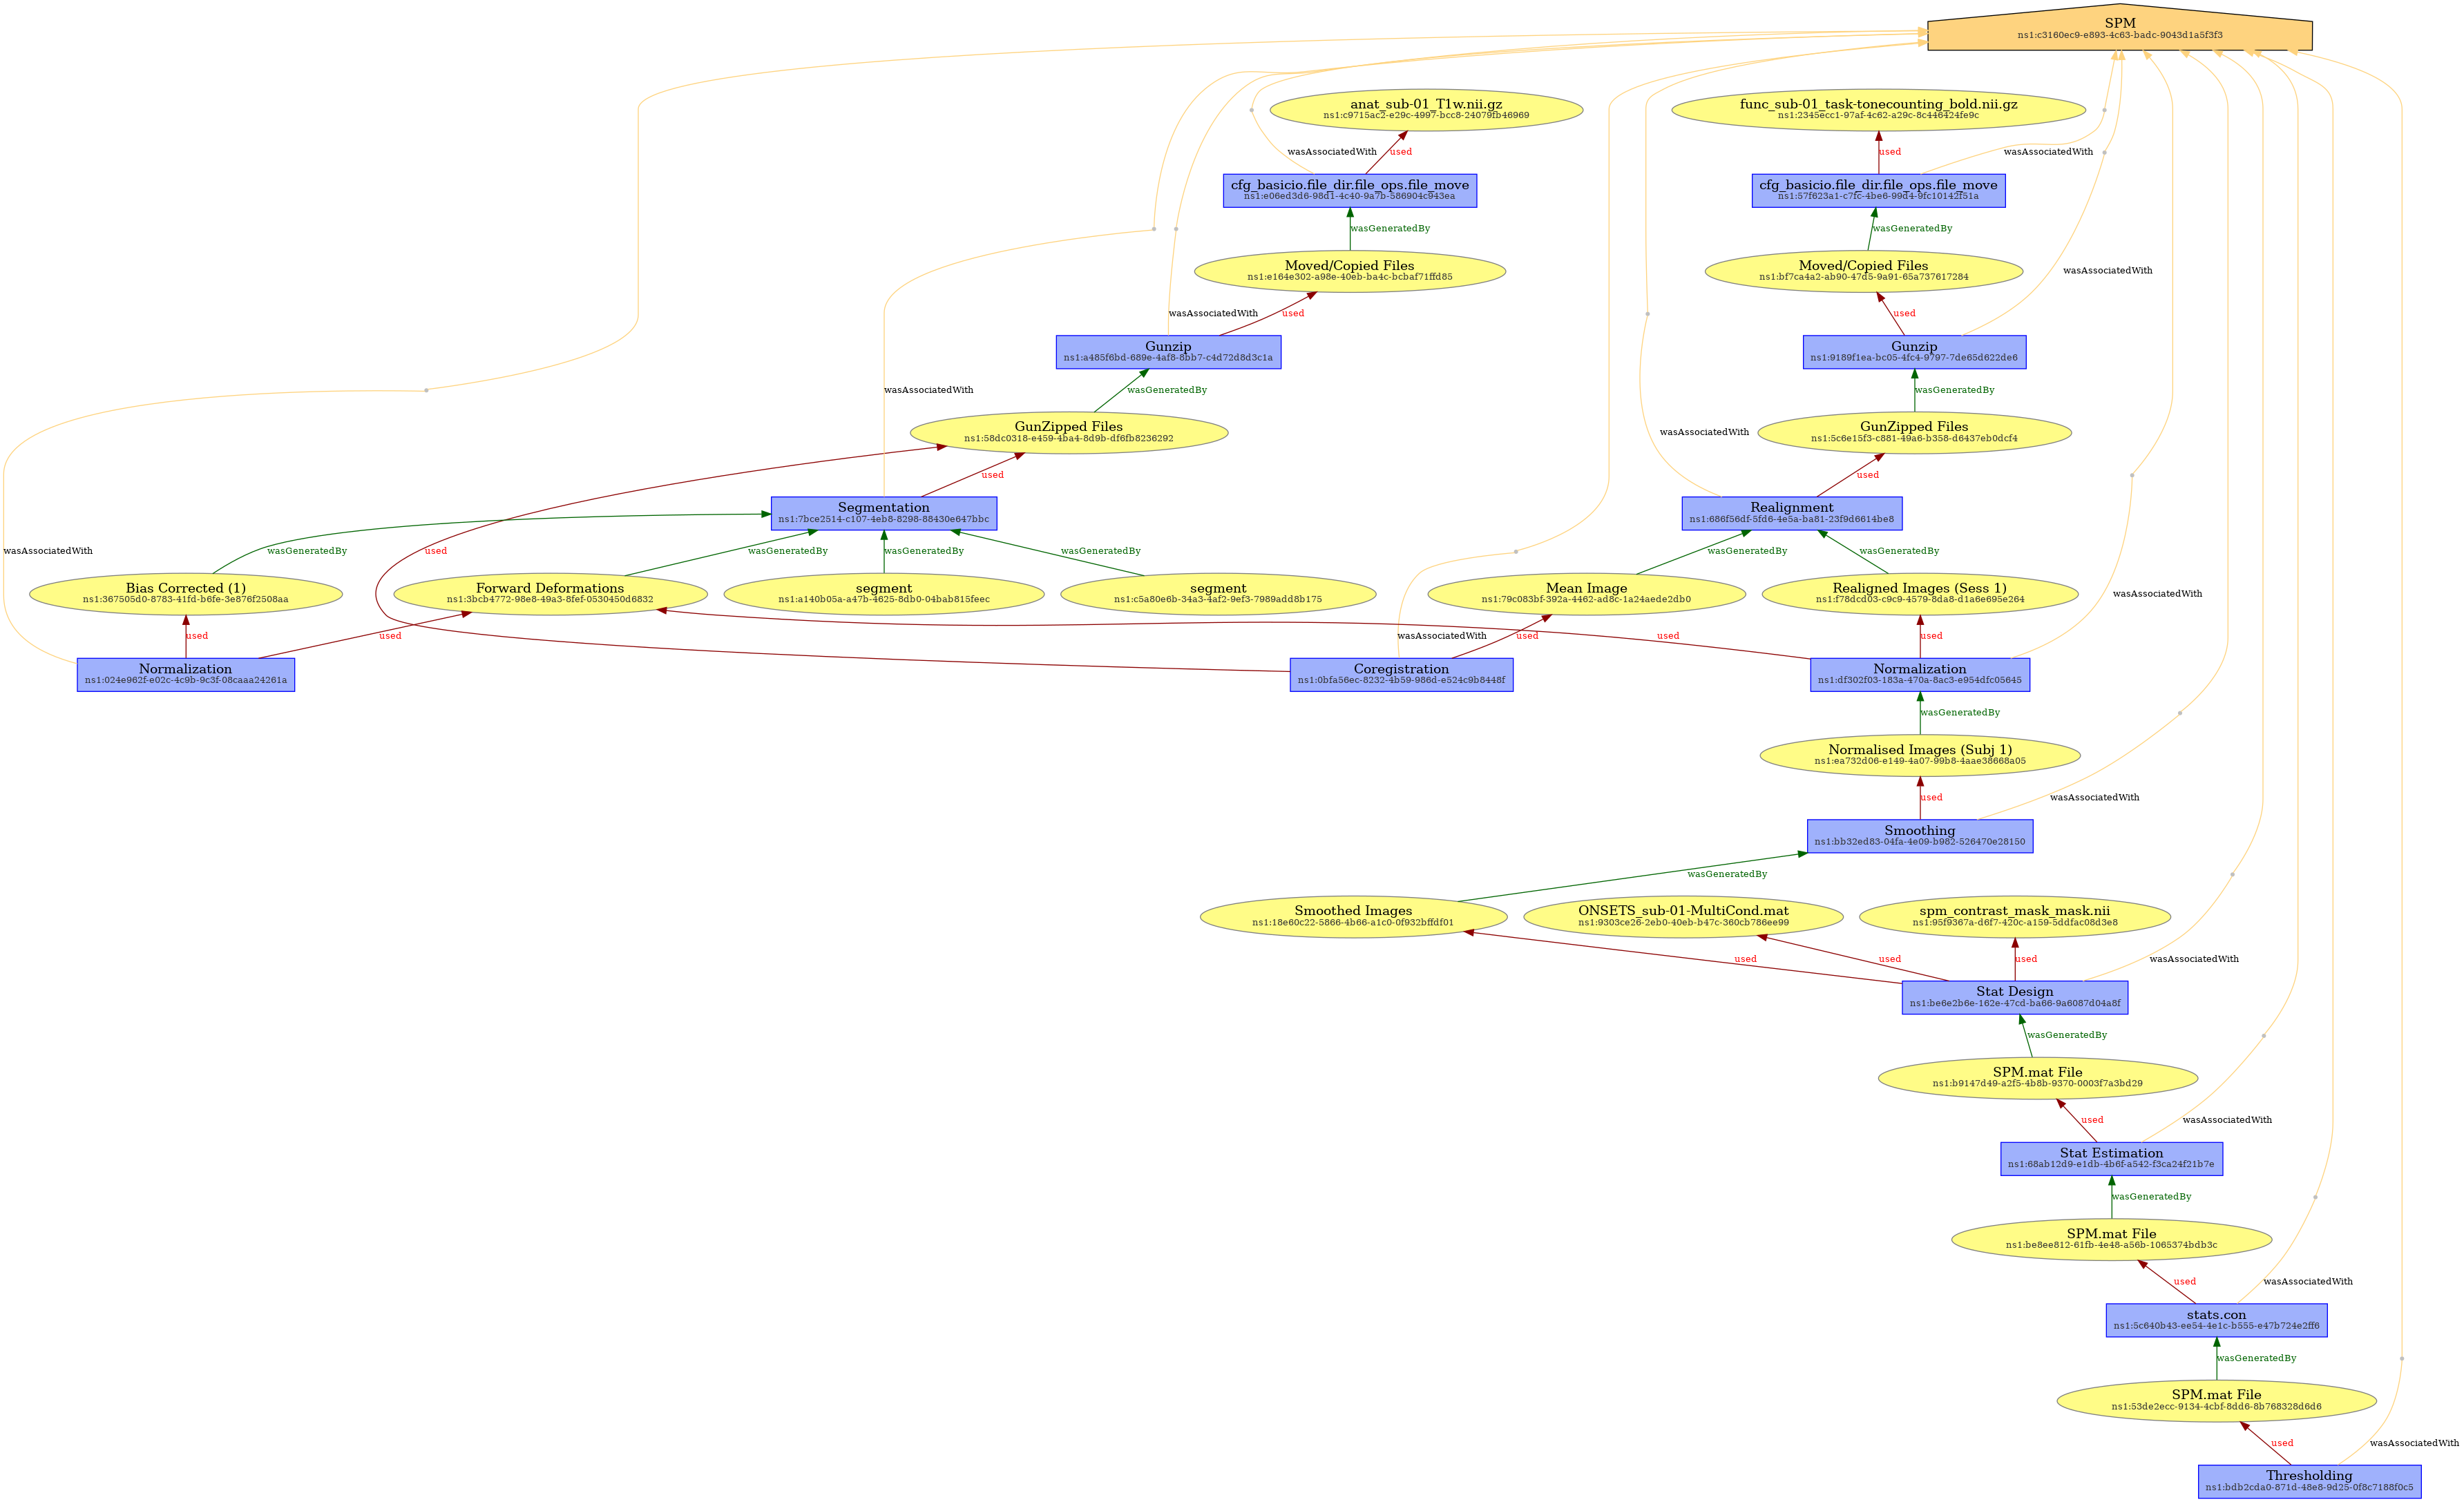 SPM
ns1:c3160ec9-e893-4c63-badc-9043d1a5f3f3
anat_sub-01_T1w.nii.gz
ns1:c9715ac2-e29c-4997-bcc8-24079fb46969
func_sub-01_task-tonecounting_bold.nii.gz
ns1:2345ecc1-97af-4c62-a29c-8c446424fe9c
wasAssociatedWith
used
used
wasAssociatedWith
cfg_basicio.file_dir.file_ops.file_move
ns1:e06ed3d6-98d1-4c40-9a7b-586904c943ea
cfg_basicio.file_dir.file_ops.file_move
ns1:57f623a1-c7fc-4be6-99d4-9fc10142f51a
wasGeneratedBy
wasGeneratedBy
Moved/Copied Files
ns1:e164e302-a98e-40eb-ba4c-bcbaf71ffd85
Moved/Copied Files
ns1:bf7ca4a2-ab90-47d5-9a91-65a737617284
wasAssociatedWith
wasAssociatedWith
used
used
Gunzip
ns1:a485f6bd-689e-4af8-8bb7-c4d72d8d3c1a
Gunzip
ns1:9189f1ea-bc05-4fc4-9797-7de65d622de6
wasAssociatedWith
wasGeneratedBy
wasGeneratedBy
GunZipped Files
ns1:58dc0318-e459-4ba4-8d9b-df6fb8236292
GunZipped Files
ns1:5c6e15f3-c881-49a6-b358-d6437eb0dcf4
wasAssociatedWith
used
used
Segmentation
ns1:7bce2514-c107-4eb8-8298-88430e647bbc
Realignment
ns1:686f56df-5fd6-4e5a-ba81-23f9d6614be8
wasAssociatedWith
wasGeneratedBy
used
wasGeneratedBy
wasGeneratedBy
wasGeneratedBy
wasGeneratedBy
wasGeneratedBy
Bias Corrected (1)
ns1:367505d0-8783-41fd-b6fe-3e876f2508aa
Forward Deformations
ns1:3bcb4772-98e8-49a3-8fef-0530450d6832
segment
ns1:a140b05a-a47b-4625-8db0-04bab815feec
segment
ns1:c5a80e6b-34a3-4af2-9ef3-7989add8b175
Mean Image
ns1:79c083bf-392a-4462-ad8c-1a24aede2db0
Realigned Images (Sess 1)
ns1:f78dcd03-c9c9-4579-8da8-d1a6e695e264
wasAssociatedWith
used
used
wasAssociatedWith
used
used
used
Normalization
ns1:024e962f-e02c-4c9b-9c3f-08caaa24261a
Coregistration
ns1:0bfa56ec-8232-4b59-986d-e524c9b8448f
Normalization
ns1:df302f03-183a-470a-8ac3-e954dfc05645
wasGeneratedBy
Normalised Images (Subj 1)
ns1:ea732d06-e149-4a07-99b8-4aae38668a05
used
wasAssociatedWith
Smoothing
ns1:bb32ed83-04fa-4e09-b982-526470e28150
wasGeneratedBy
Smoothed Images
ns1:18e60c22-5866-4b66-a1c0-0f932bffdf01
ONSETS_sub-01-MultiCond.mat
ns1:9303ce26-2eb0-40eb-b47c-360cb786ee99
spm_contrast_mask_mask.nii
ns1:95f9367a-d6f7-420c-a159-5ddfac08d3e8
used
used
used
wasAssociatedWith
Stat Design
ns1:be6e2b6e-162e-47cd-ba66-9a6087d04a8f
wasGeneratedBy
SPM.mat File
ns1:b9147d49-a2f5-4b8b-9370-0003f7a3bd29
used
wasAssociatedWith
Stat Estimation
ns1:68ab12d9-e1db-4b6f-a542-f3ca24f21b7e
wasGeneratedBy
SPM.mat File
ns1:be8ee812-61fb-4e48-a56b-1065374bdb3c
used
wasAssociatedWith
stats.con
ns1:5c640b43-ee54-4e1c-b555-e47b724e2ff6
wasGeneratedBy
SPM.mat File
ns1:53de2ecc-9134-4cbf-8dd6-8b768328d6d6
used
wasAssociatedWith
Thresholding
ns1:bdb2cda0-871d-48e8-9d25-0f8c7188f0c5